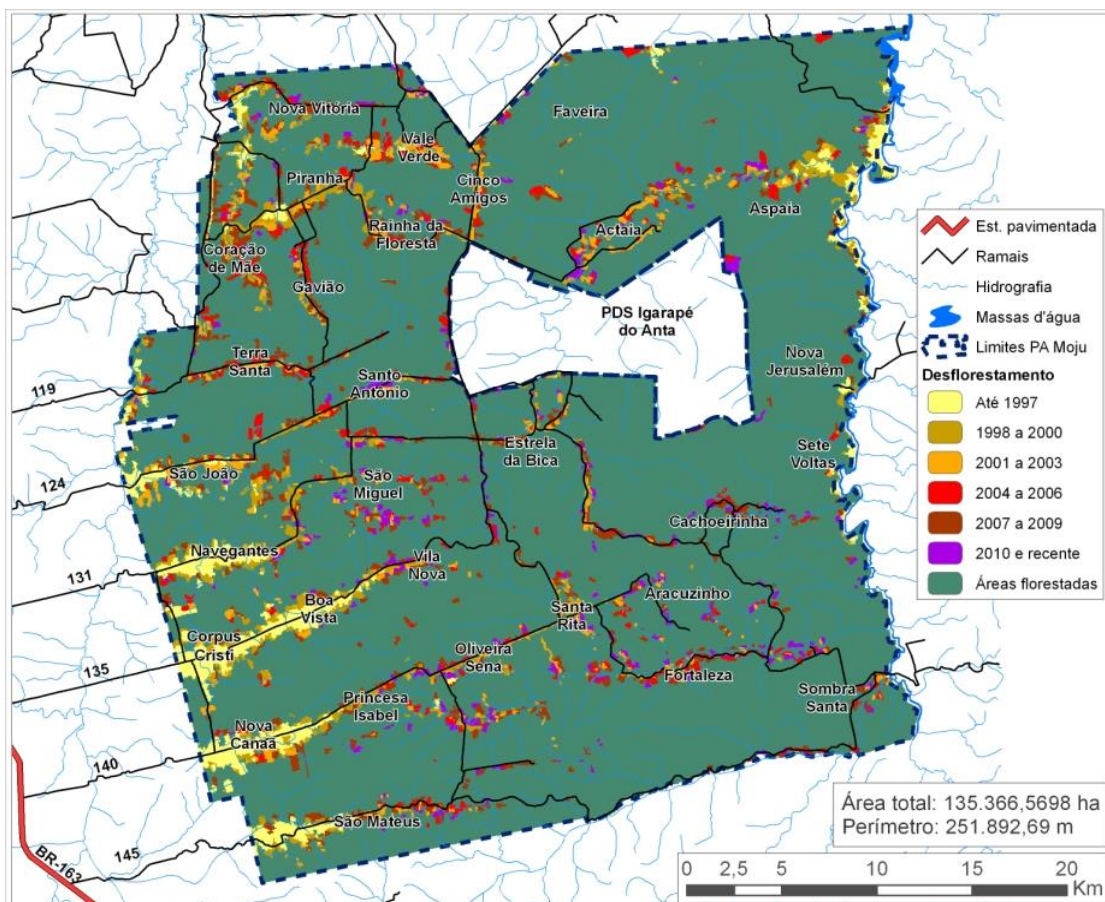 Nova Vitória
Faveira
Vale
Verde
Piranha
Cinco
Amigos
Aspaia
Rainha da
Floresta
Actaia
Coração
de Mãe
Gavião
PDS Igarapé
do Anta
Terra
Santa
Nova
Jerusalém
119
Santo
Antônio
Estrela
da Bica
Sete
Voltas
124
São João
São
Miguel
Cachoeirinha
Navegantes
131
Vila
Nova
Boa
Vista
Santa
Rita
Aracuzinho
Corpus
Cristi
135
Oliveira
Sena
Fortaleza
Princesa
Isabel
Sombra
Santa
Nova
Canaã
140
São Mateus
145
BR-163
Est. pavimentada
Ramais
Hidrografia
Massas d'água
Limites PA Moju
Desflorestamento
Até 1997
1998 a 2000
2001 a 2003
2004 a 2006
2007 a 2009
2010 e recente
Áreas florestadas
Área total: 135.366,5698 ha
Perímetro: 251.892,69 m
0 2,5 5 10 15 20
Km